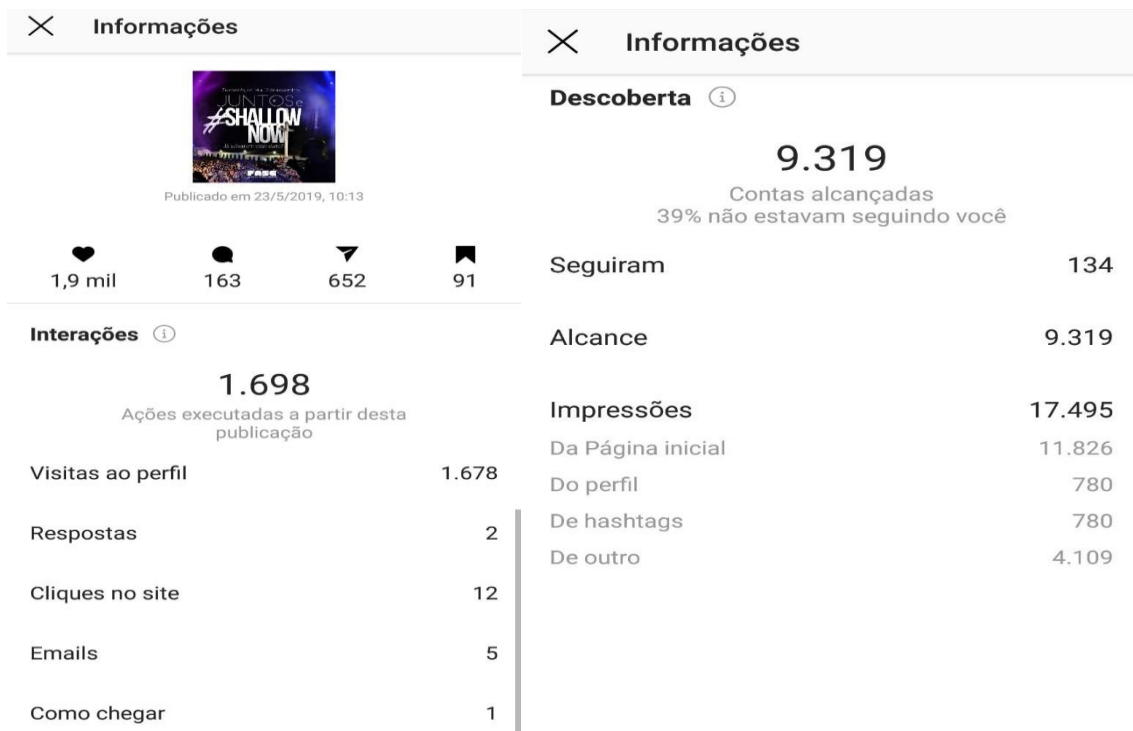 Informações
JUNTOS e
#SHALLOW
NOW
FASC
Publicado em 23/5/2019, 10:13
1,9 mil 163 652 91
Interações
1.698
Ações executadas a partir desta
publicação
Visitas ao perfil 1.678
Respostas 2
Cliques no site 12
Emails 5
Como chegar 1
Informações
Descoberta
9.319
Contas alcançadas
39% não estavam seguindo você
Seguiram 134
Alcance 9.319
Impressões 17.495
Da Página inicial 11.826
Do perfil 780
De hashtags 780
De outro 4.109